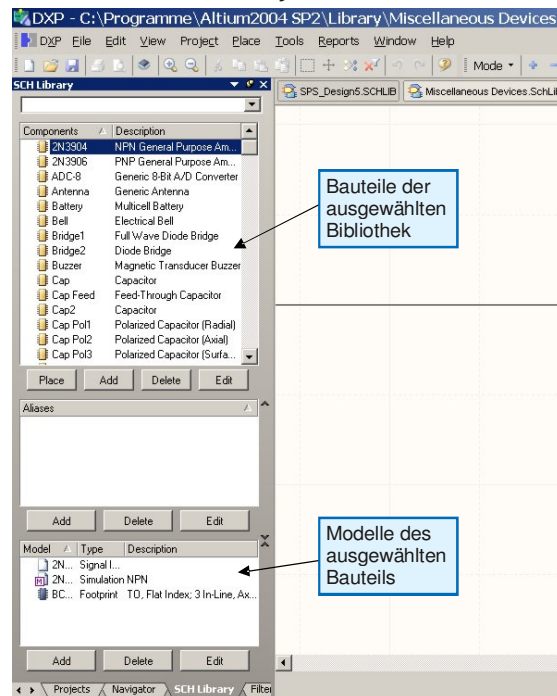 DXP - C:\Programme\Altium2004 SP2\Library\Miscellaneous Devices
DXP File Edit View Project Place Tools Reports Window Help
Mode
SCH Library
SPS_Design5.SCHLIB Miscellaneous Devices.SchLi
Components Description
2N3904 NPN General Purpose Am...
2N3906 PNP General Purpose Am...
ADC-8 Generic 8-Bit A/D Converter
Antenna Generic Antenna
Battery Multicell Battery
Bell Electrical Bell
Bridge1 Full Wave Diode Bridge
Bridge2 Diode Bridge
Buzzer Magnetic Transducer Buzzer
Cap Capacitor
Cap Feed Feed-Through Capacitor
Cap2 Capacitor
Cap Pol1 Polarized Capacitor (Radial)
Cap Pol2 Polarized Capacitor (Axial)
Cap Pol3 Polarized Capacitor (Surfa...
Bauteile der
ausgewählten
Bibliothek
Place Add Delete Edit
Aliases
Add Delete Edit
Model Type Description
2N... Signal I...
2N... Simulation NPN
BC... Footprint TO, Flat Index; 3 In-Line, Ax...
Modelle des
ausgewählten
Bauteils
Add Delete Edit
Projects Navigator SCH Library Filter